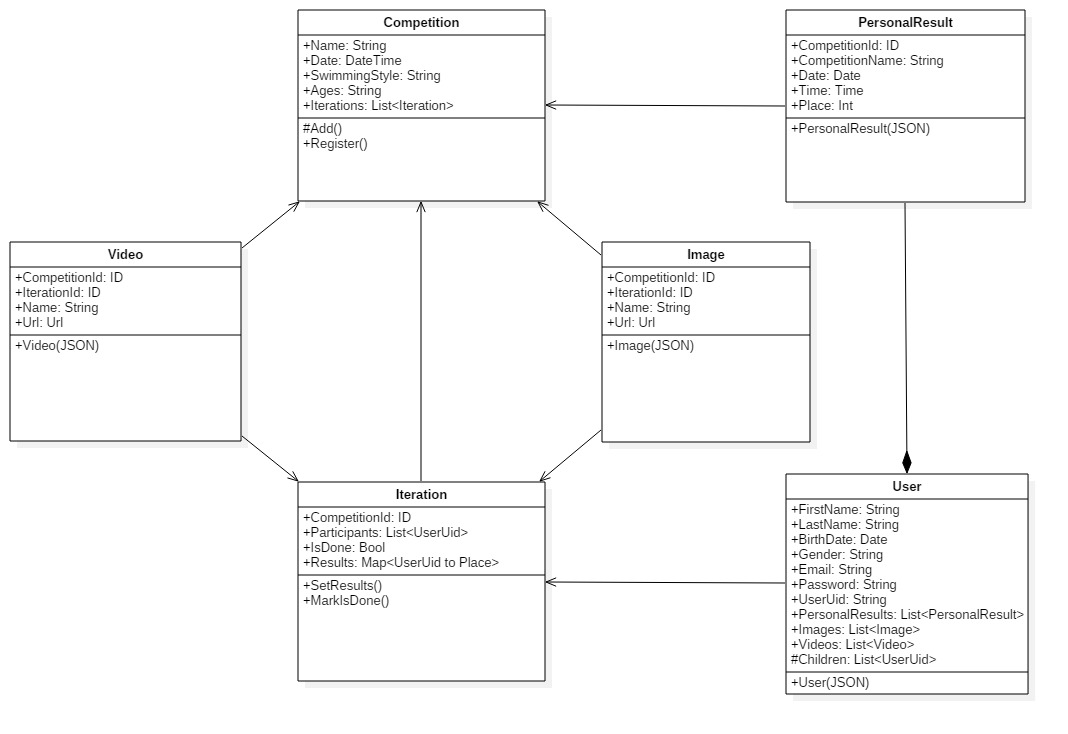 Competition
+Name: String
+Date: DateTime
+SwimmingStyle: String
+Ages: String
+Iterations: List<Iteration>
#Add()
+Register()
PersonalResult
+CompetitionId: ID
+CompetitionName: String
+Date: Date
+Time: Time
+Place: Int
+PersonalResult(JSON)
Video
+CompetitionId: ID
+IterationId: ID
+Name: String
+Url: Url
+Video(JSON)
Image
+CompetitionId: ID
+IterationId: ID
+Name: String
+Url: Url
+Image(JSON)
Iteration
+CompetitionId: ID
+Participants: List<UserUid>
+IsDone: Bool
+Results: Map<UserUid to Place>
+SetResults()
+MarkIsDone()
User
+FirstName: String
+LastName: String
+BirthDate: Date
+Gender: String
+Email: String
+Password: String
+UserUid: String
+PersonalResults: List<PersonalResult>
+Images: List<Image>
+Videos: List<Video>
#Children: List<UserUid>
+User(JSON)